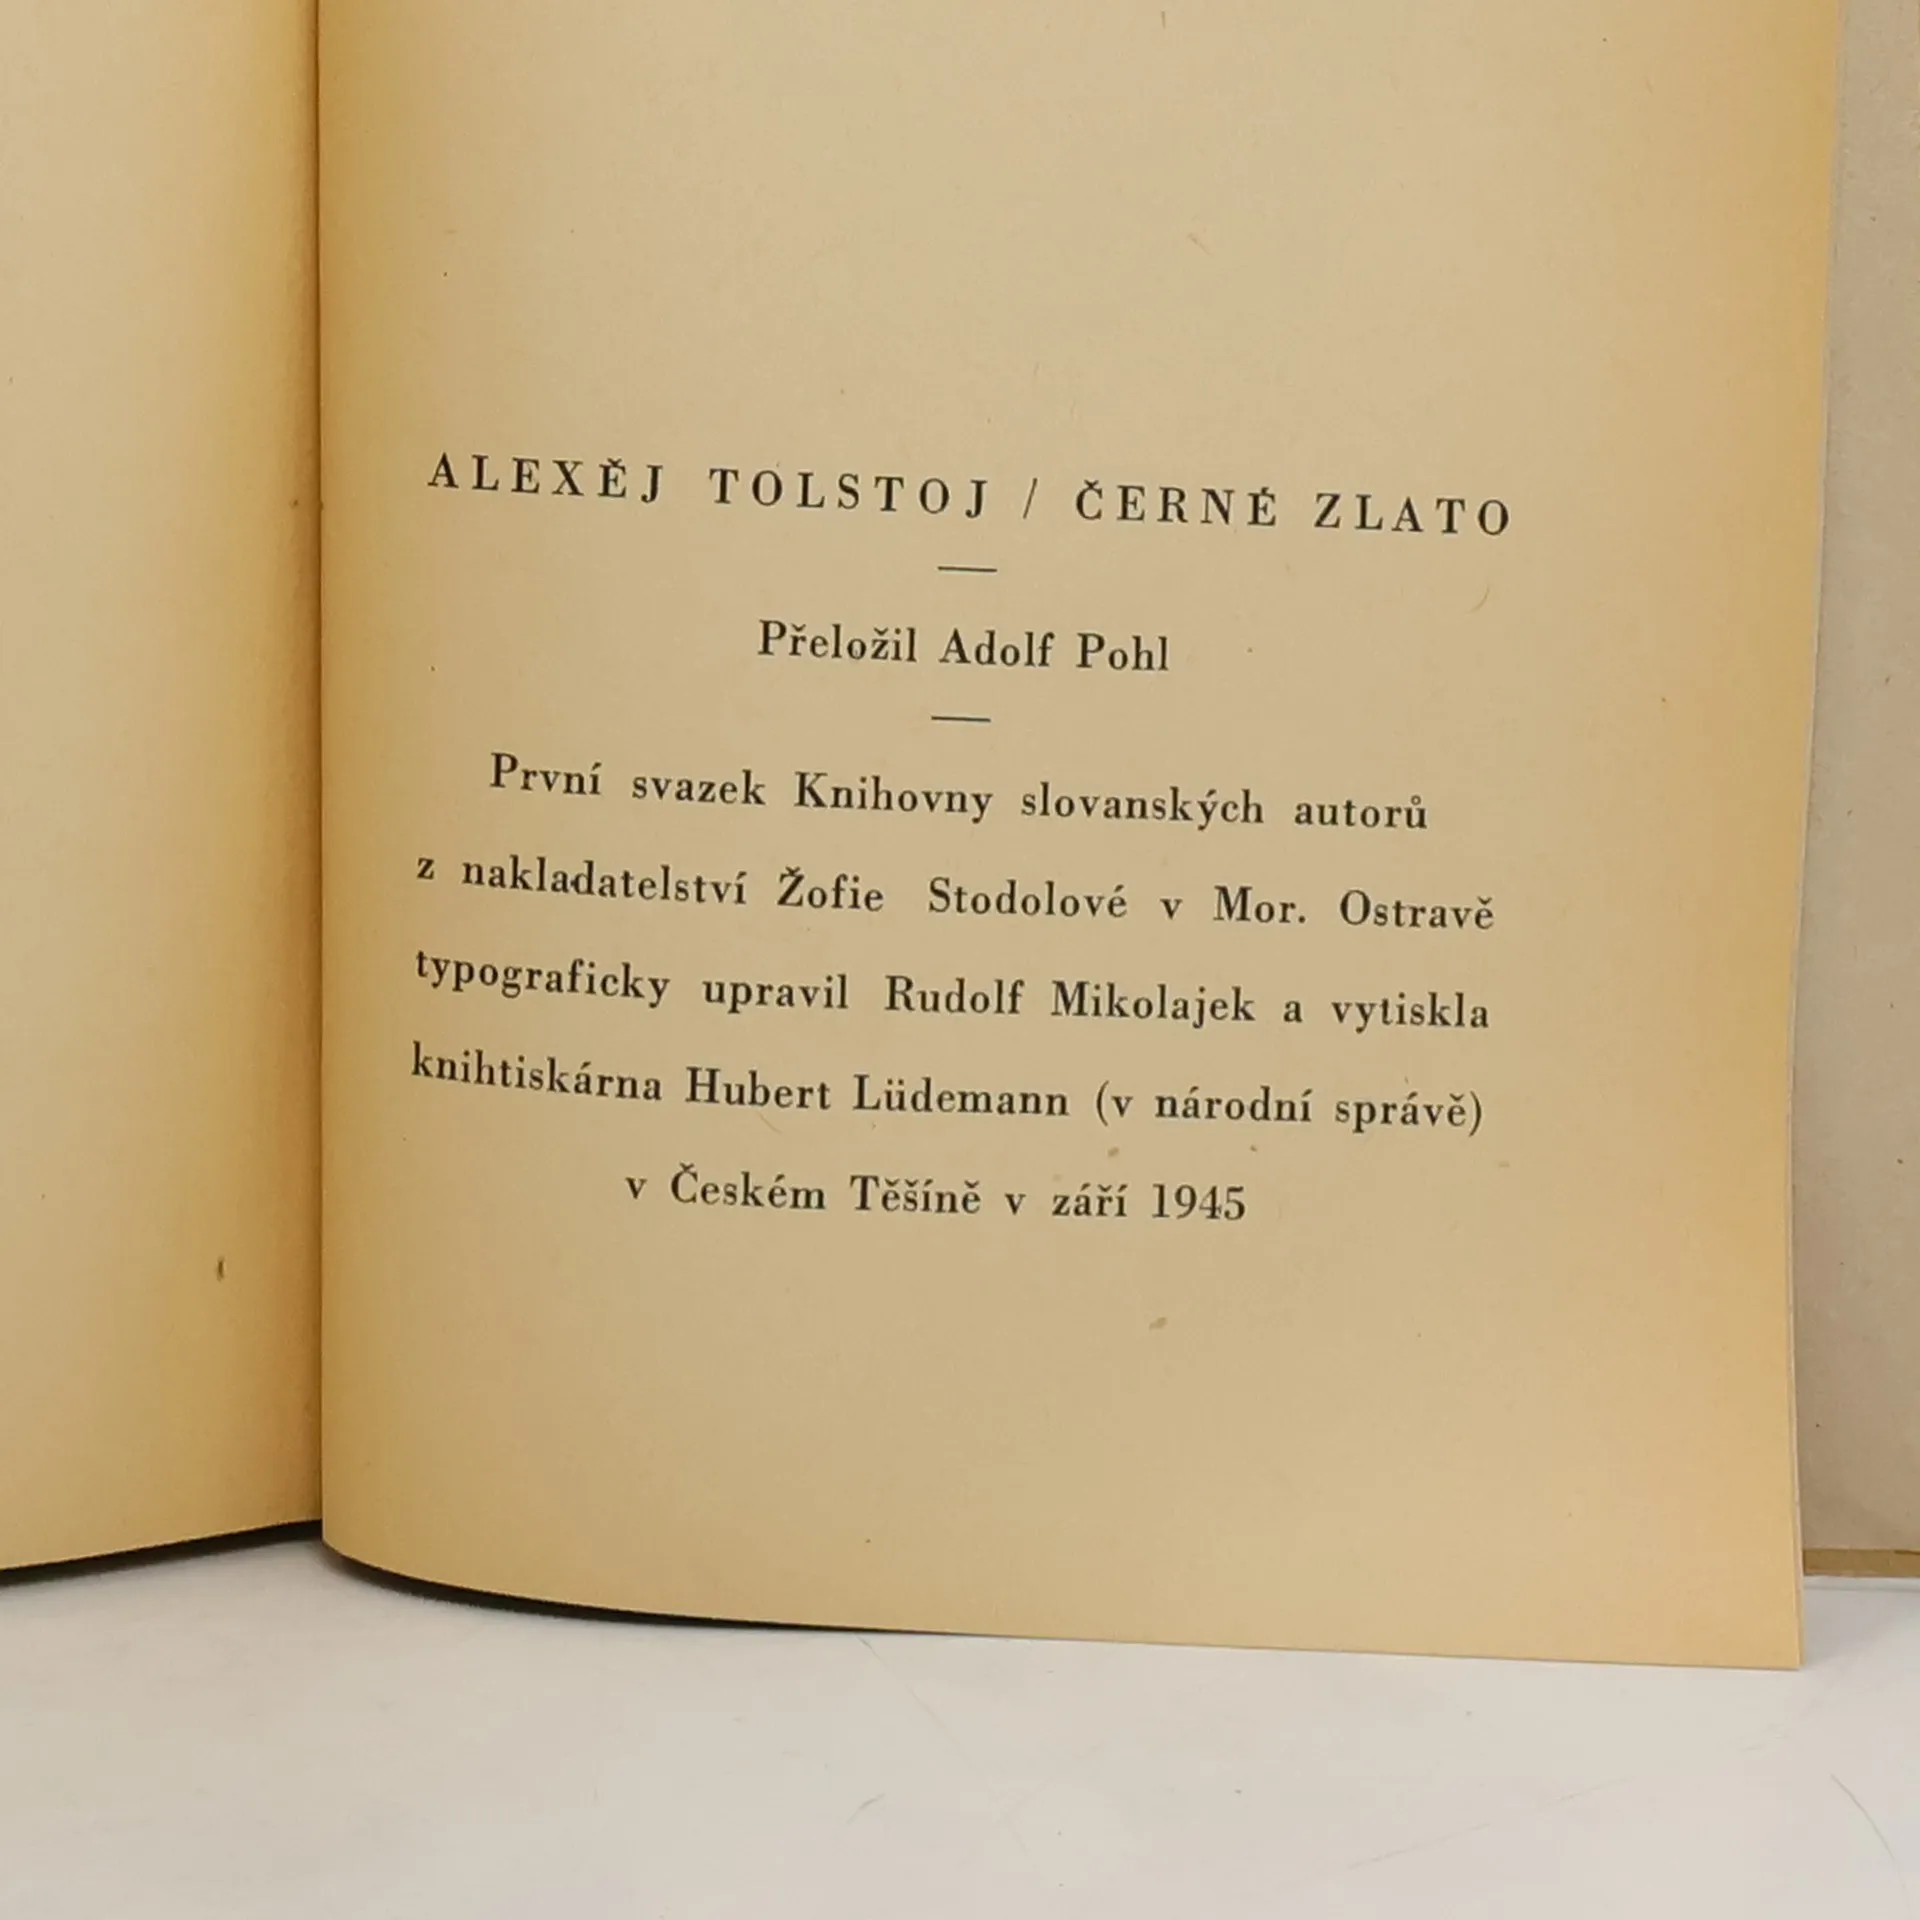 ALEXĚJ TOLSTOJ / ČERNÉ ZLATO
Přeložil Adolf Pohl
První svazek Knihovny slovanských autorů
z nakladatelství Žofie Stodolové v Mor. Ostravě
typograficky upravil Rudolf Mikolajek a vytiskla
knihtiskárna Hubert Lüdemann (v národní správě)
v Českém Těšíně v září 1945